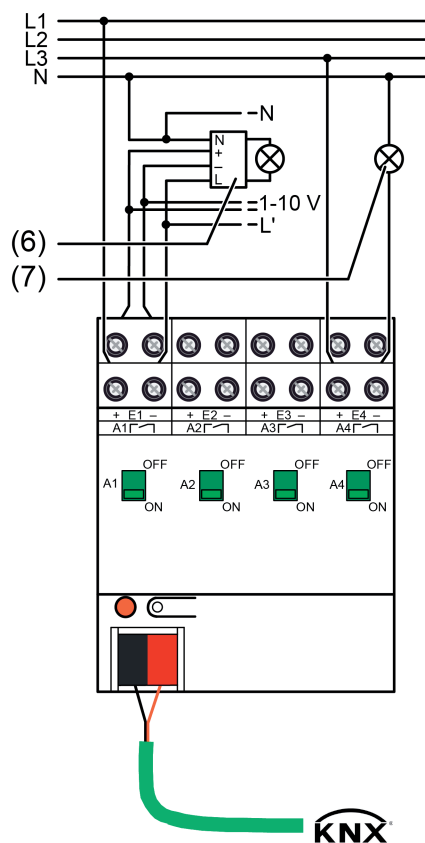 L1
L2
L3
N
N
N
+
–
L
1-10 V
L'
(6)
(7)
+ E1 – + E2 – + E3 – + E4 –
A1 A2 A3 A4
OFF OFF OFF OFF
A1 A2 A3 A4
ON ON ON ON
KNX